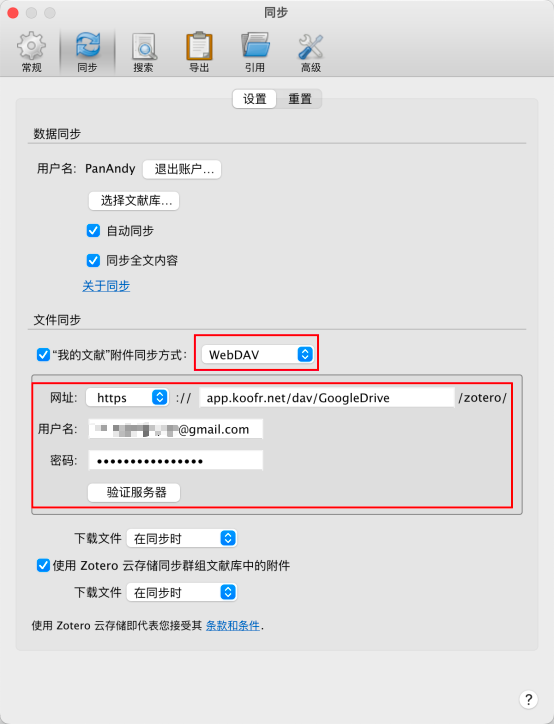 同步
常规 同步 搜索 导出 引用 高级
设置 重置
数据同步
用户名: PanAndy 退出账户...
选择文献库...
自动同步
同步全文内容
关于同步
文件同步
“我的文献”附件同步方式: WebDAV
网址: https :// app.koofr.net/dav/GoogleDrive /zotero/
用户名: @gmail.com
密码: ••••••••••••••••
验证服务器
下载文件 在同步时
使用 Zotero 云存储同步群组文献库中的附件
下载文件 在同步时
使用 Zotero 云存储即代表您接受其 条款和条件.
?